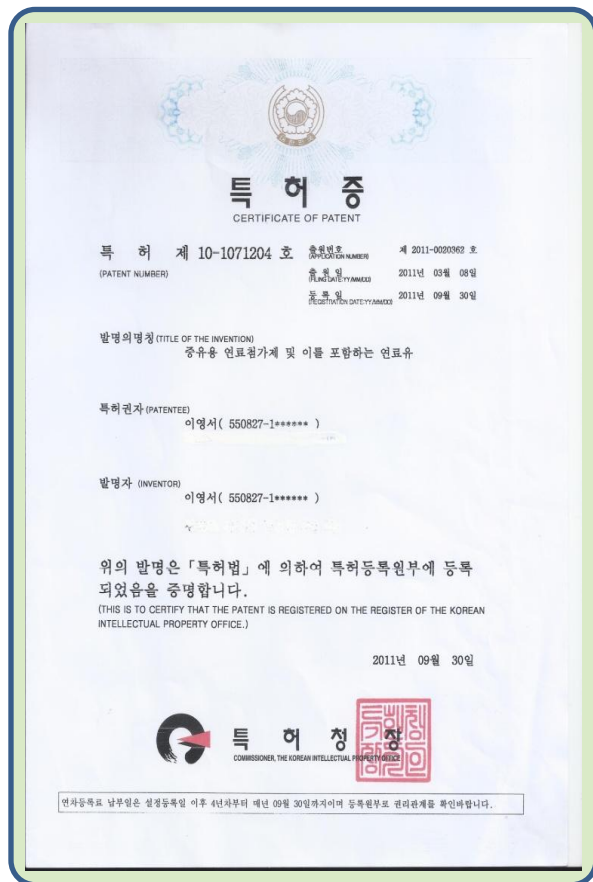 특 허 증
CERTIFICATE OF PATENT
특 허 제 10-1071204 호
(PATENT NUMBER)
출원번호 제 2011-0020362 호
(APPLICATION NUMBER)
출 원 일 2011년 03월 08일
(FILING DATE:YY/MM/DD)
등 록 일 2011년 09월 30일
(REGISTRATION DATE:YY/MM/DD)
발명의명칭(TITLE OF THE INVENTION)
중유용 연료첨가제 및 이를 포함하는 연료유
특허권자(PATENTEE)
이영서( 550827-1****** )
발명자 (INVENTOR)
이영서( 550827-1****** )
위의 발명은 「특허법」에 의하여 특허등록원부에 등록
되었음을 증명합니다.
(THIS IS TO CERTIFY THAT THE PATENT IS REGISTERED ON THE REGISTER OF THE KOREAN
INTELLECTUAL PROPERTY OFFICE.)
2011년 09월 30일
특 허 청 장
COMMISSIONER, THE KOREAN INTELLECTUAL PROPERTY OFFICE
연차등록료 납부일은 설정등록일 이후 4년차부터 매년 09월 30일까지이며 등록원부로 권리관계를 확인바랍니다.